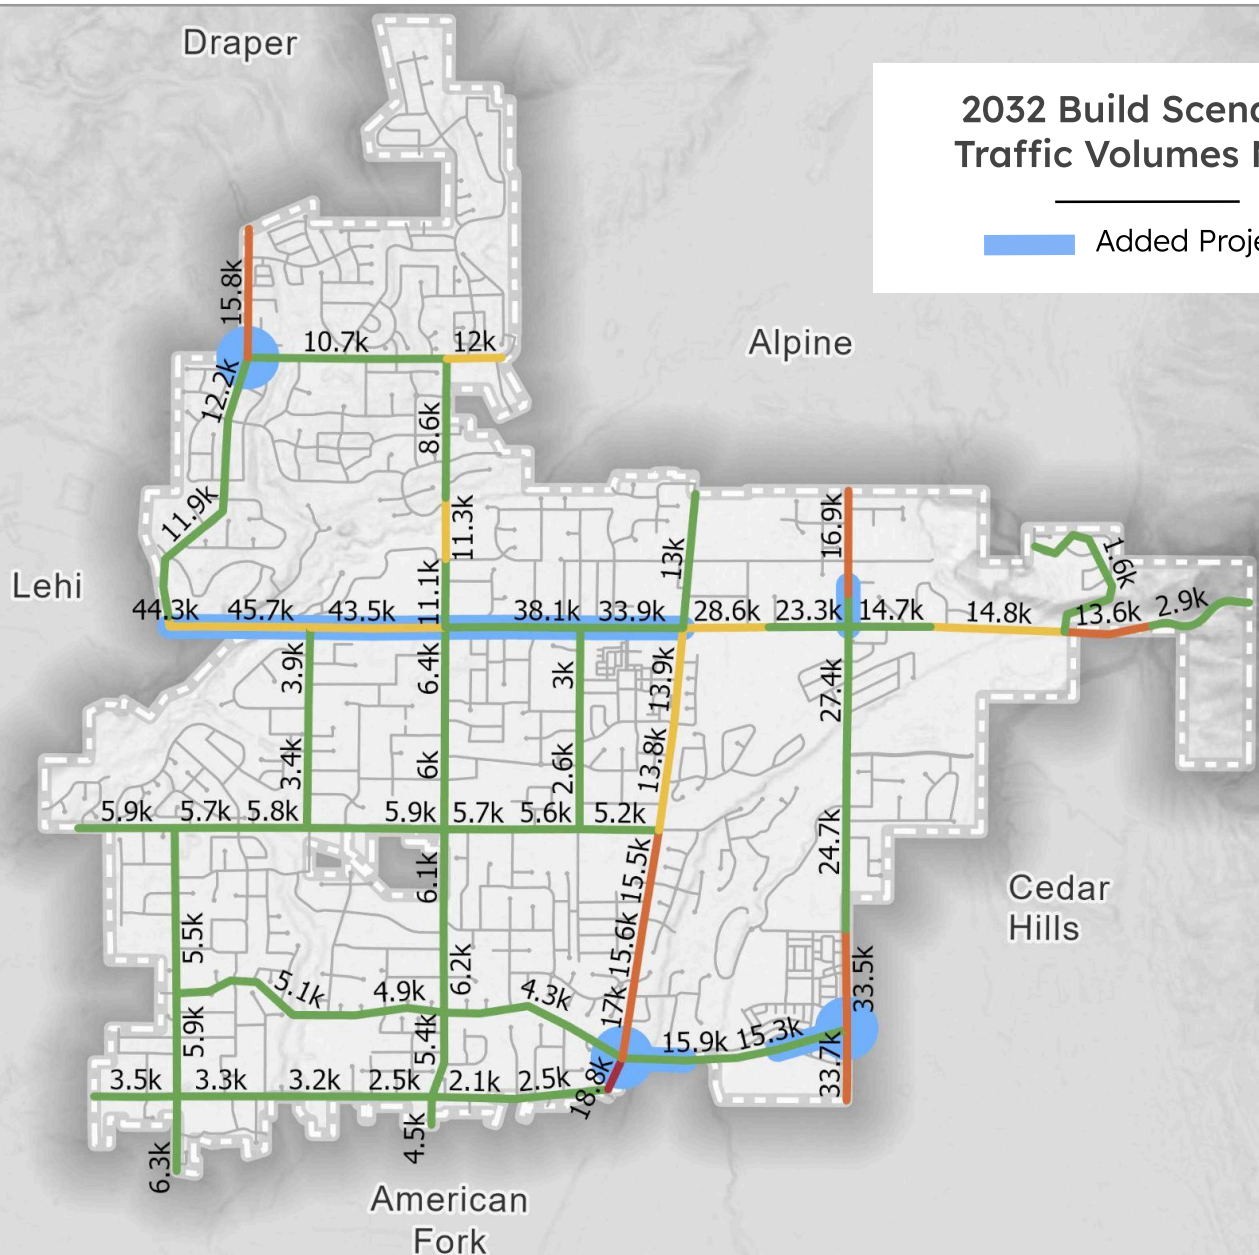 Draper
2032 Build Scena
Traffic Volumes
Added Proje
15.8k
10.7k
12k
Alpine
12.2k
8.6k
11.9k
11.3k
13k
16.9k
1.6k
Lehi
11.1k
44.3k
45.7k
43.5k
38.1k
33.9k
28.6k
23.3k
14.7k
14.8k
13.6k
2.9k
3.9k
6.4k
3k
13.9k
27.4k
3.4k
6k
2.6k
13.8k
5.9k
5.7k
5.8k
5.9k
5.7k
5.6k
5.2k
24.7k
6.1k
15.5k
Cedar
Hills
5.5k
6.2k
15.6k
33.5k
5.1k
4.9k
4.3k
17k
5.9k
5.4k
15.9k
15.3k
33.7k
3.5k
3.3k
3.2k
2.5k
2.1k
2.5k
18.8k
4.5k
6.3k
American
Fork